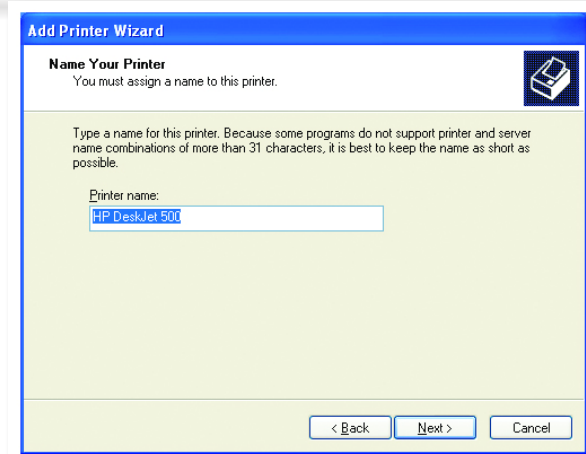 Add Printer Wizard
Name Your Printer
You must assign a name to this printer.
Type a name for this printer. Because some programs do not support printer and server
name combinations of more than 31 characters, it is best to keep the name as short as
possible.
Printer name:
HP DeskJet 500
< Back
Next >
Cancel